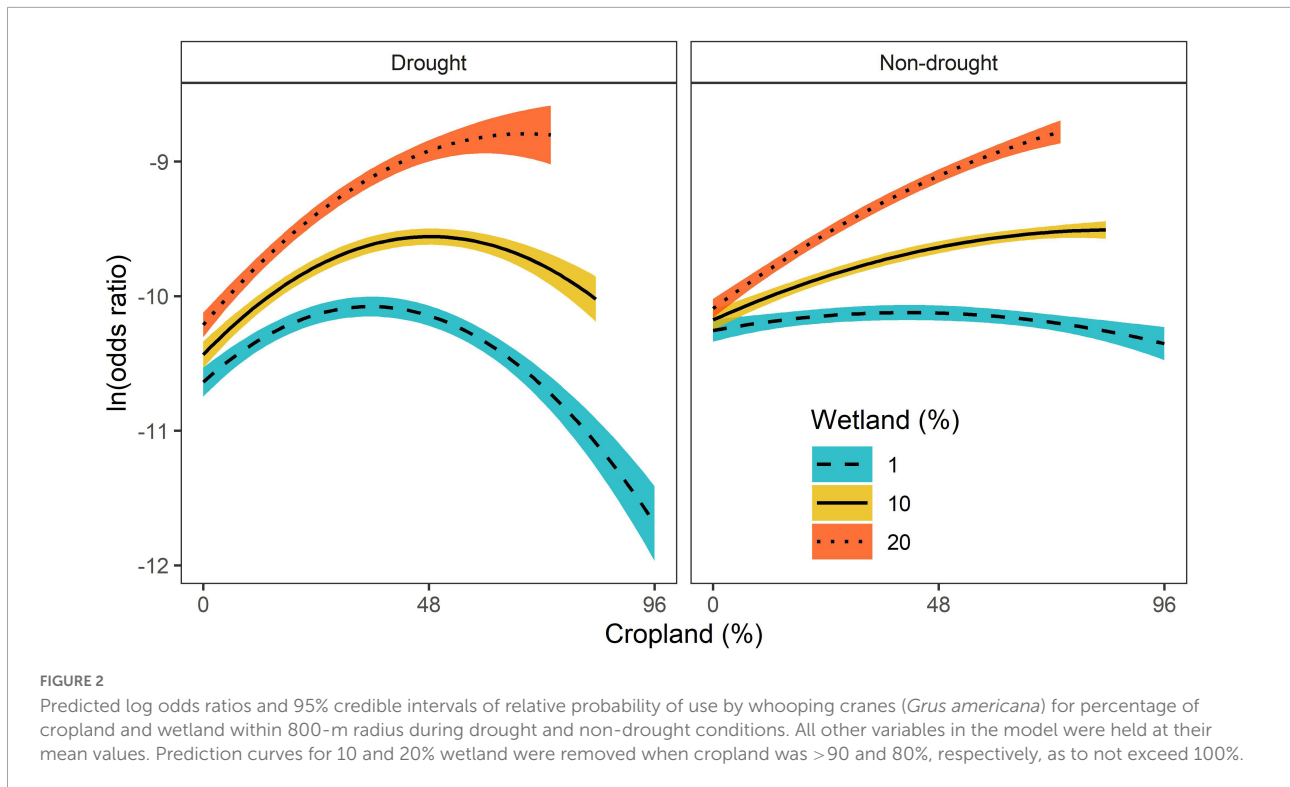 Drought
Non-drought
ln(odds ratio)
-9
-10
-11
-12
Wetland (%)
1
10
20
0
48
96
0
48
96
Cropland (%)
FIGURE 2
Predicted log odds ratios and 95% credible intervals of relative probability of use by whooping cranes (Grus americana) for percentage of
cropland and wetland within 800-m radius during drought and non-drought conditions. All other variables in the model were held at their
mean values. Prediction curves for 10 and 20% wetland were removed when cropland was >90 and 80%, respectively, as to not exceed 100%.